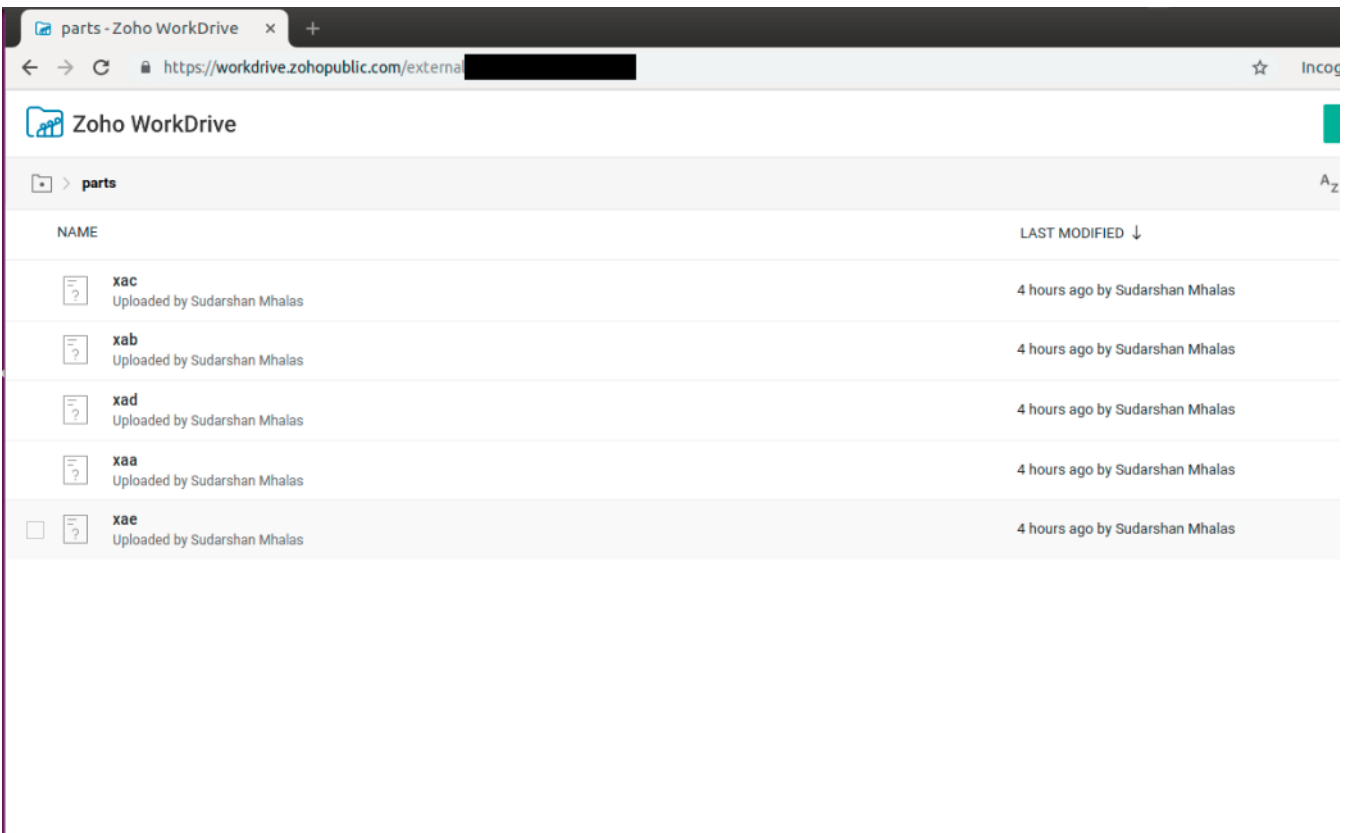 parts - Zoho WorkDrive
https://workdrive.zohopublic.com/external
Incog
Zoho WorkDrive
parts
AZ
NAME LAST MODIFIED ↓
xac
Uploaded by Sudarshan Mhalas 4 hours ago by Sudarshan Mhalas
xab
Uploaded by Sudarshan Mhalas 4 hours ago by Sudarshan Mhalas
xad
Uploaded by Sudarshan Mhalas 4 hours ago by Sudarshan Mhalas
xaa
Uploaded by Sudarshan Mhalas 4 hours ago by Sudarshan Mhalas
xae
Uploaded by Sudarshan Mhalas 4 hours ago by Sudarshan Mhalas